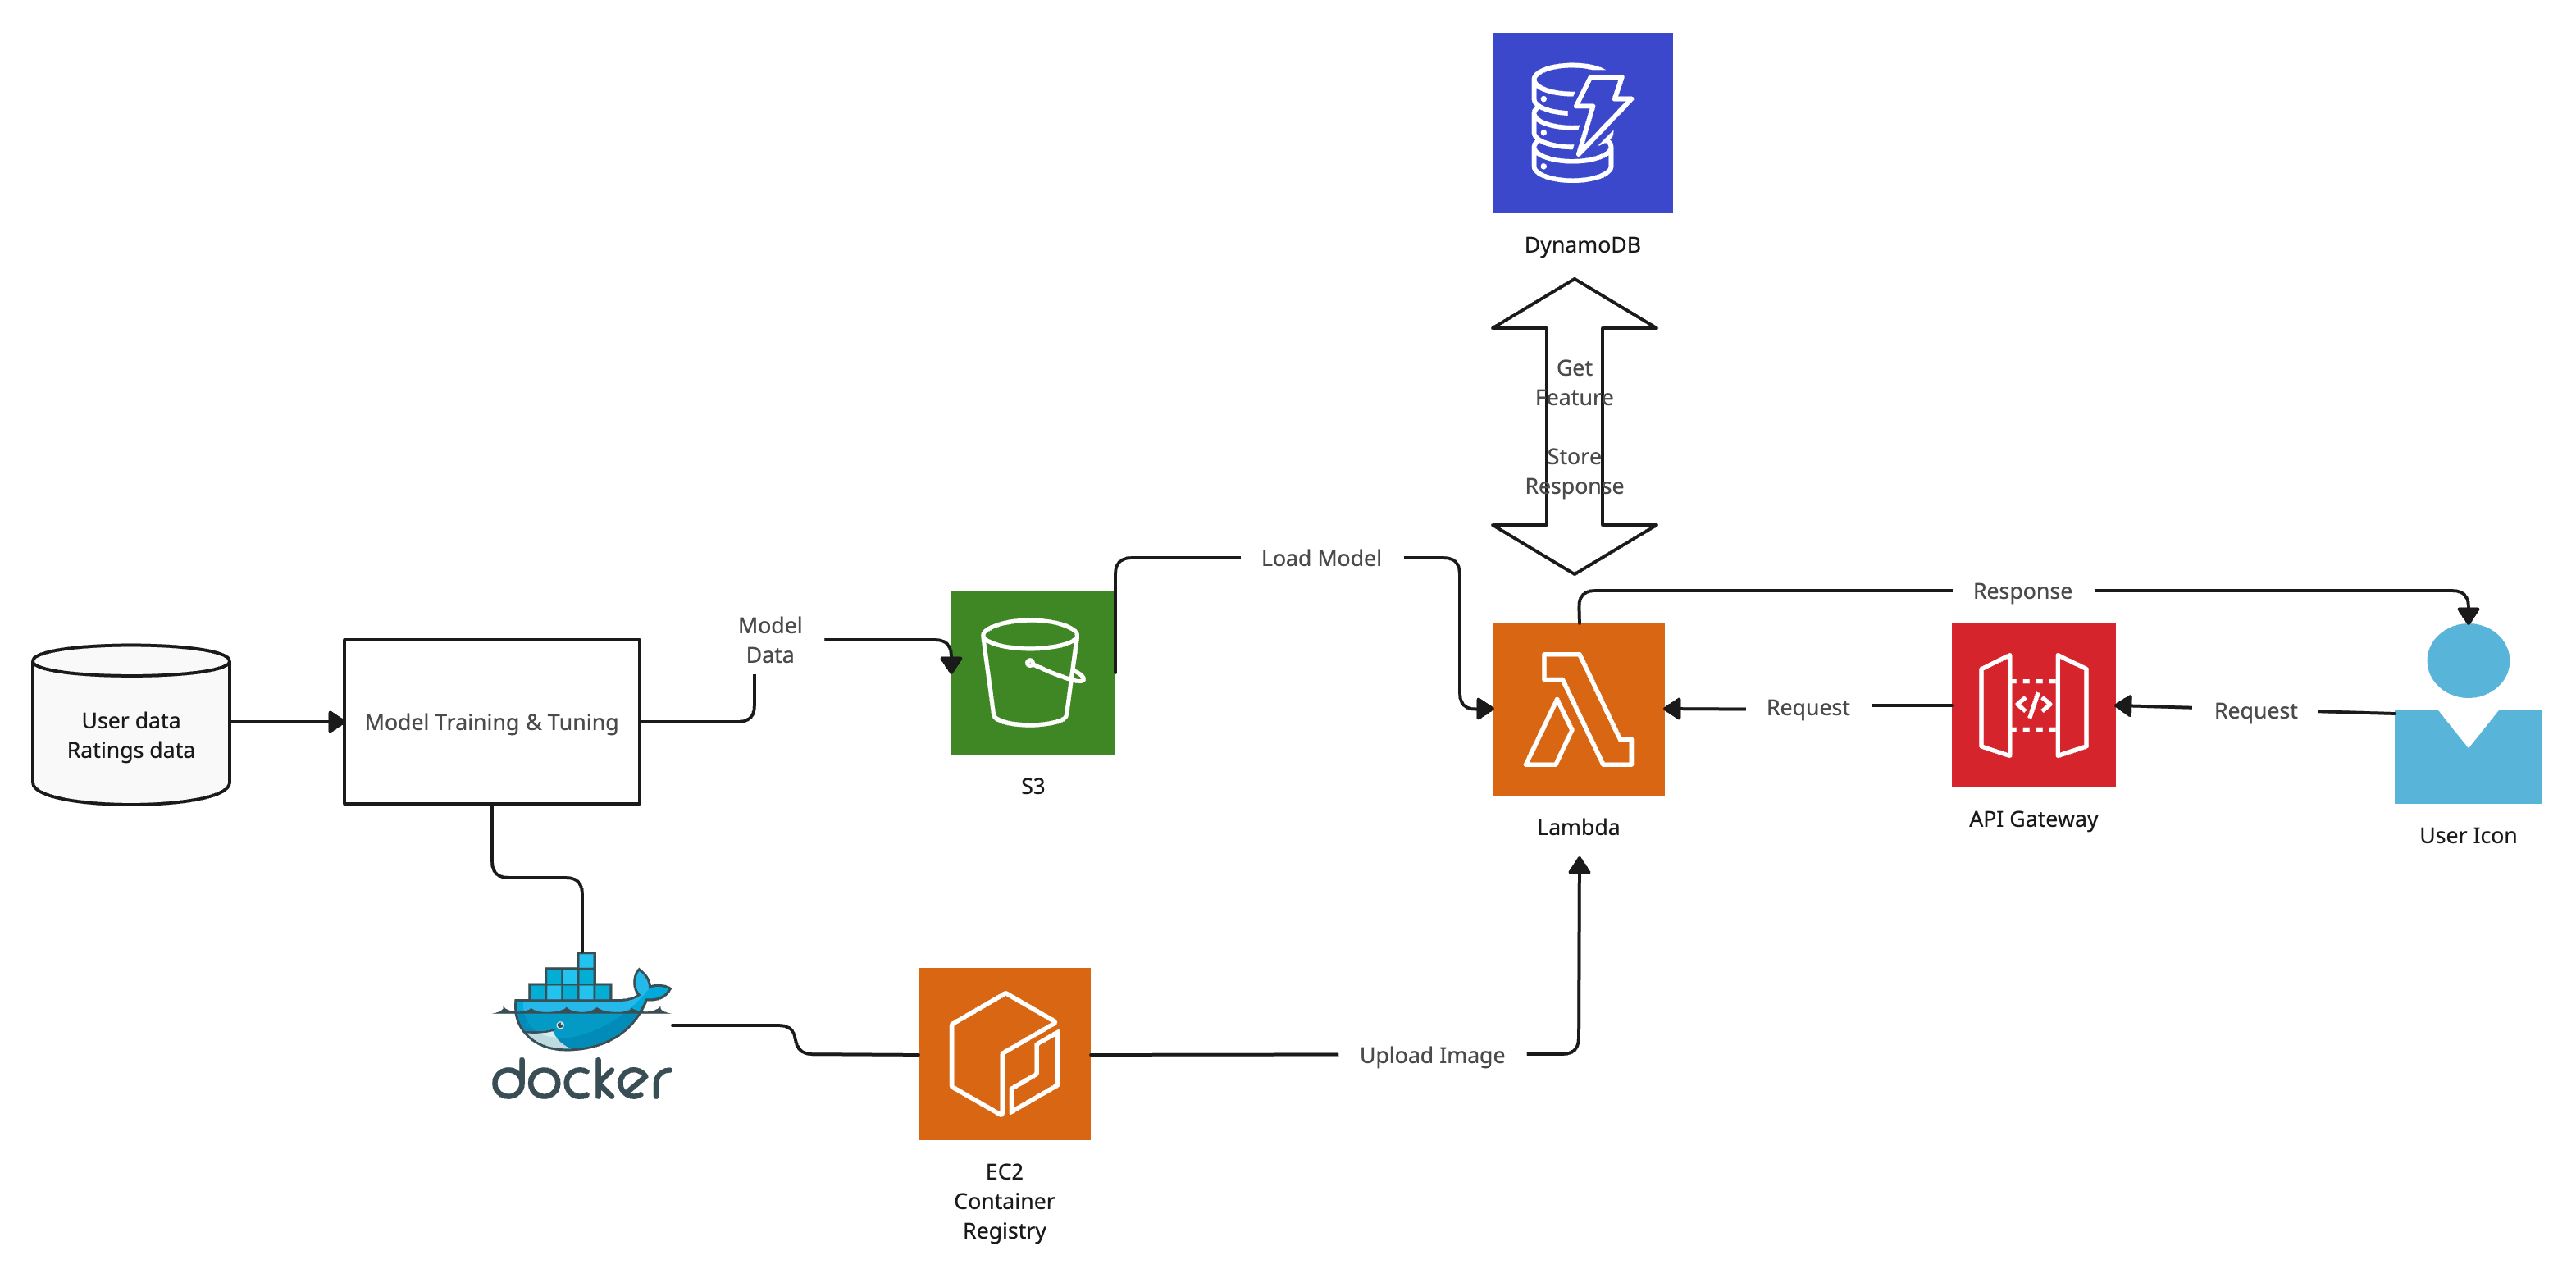 DynamoDB
Get
Feature
Store
Response
Load Model
Response
Model
Data
User data
Ratings data
Model Training & Tuning
S3
Request
Request
Lambda
API Gateway
User Icon
docker
Upload Image
EC2
Container
Registry